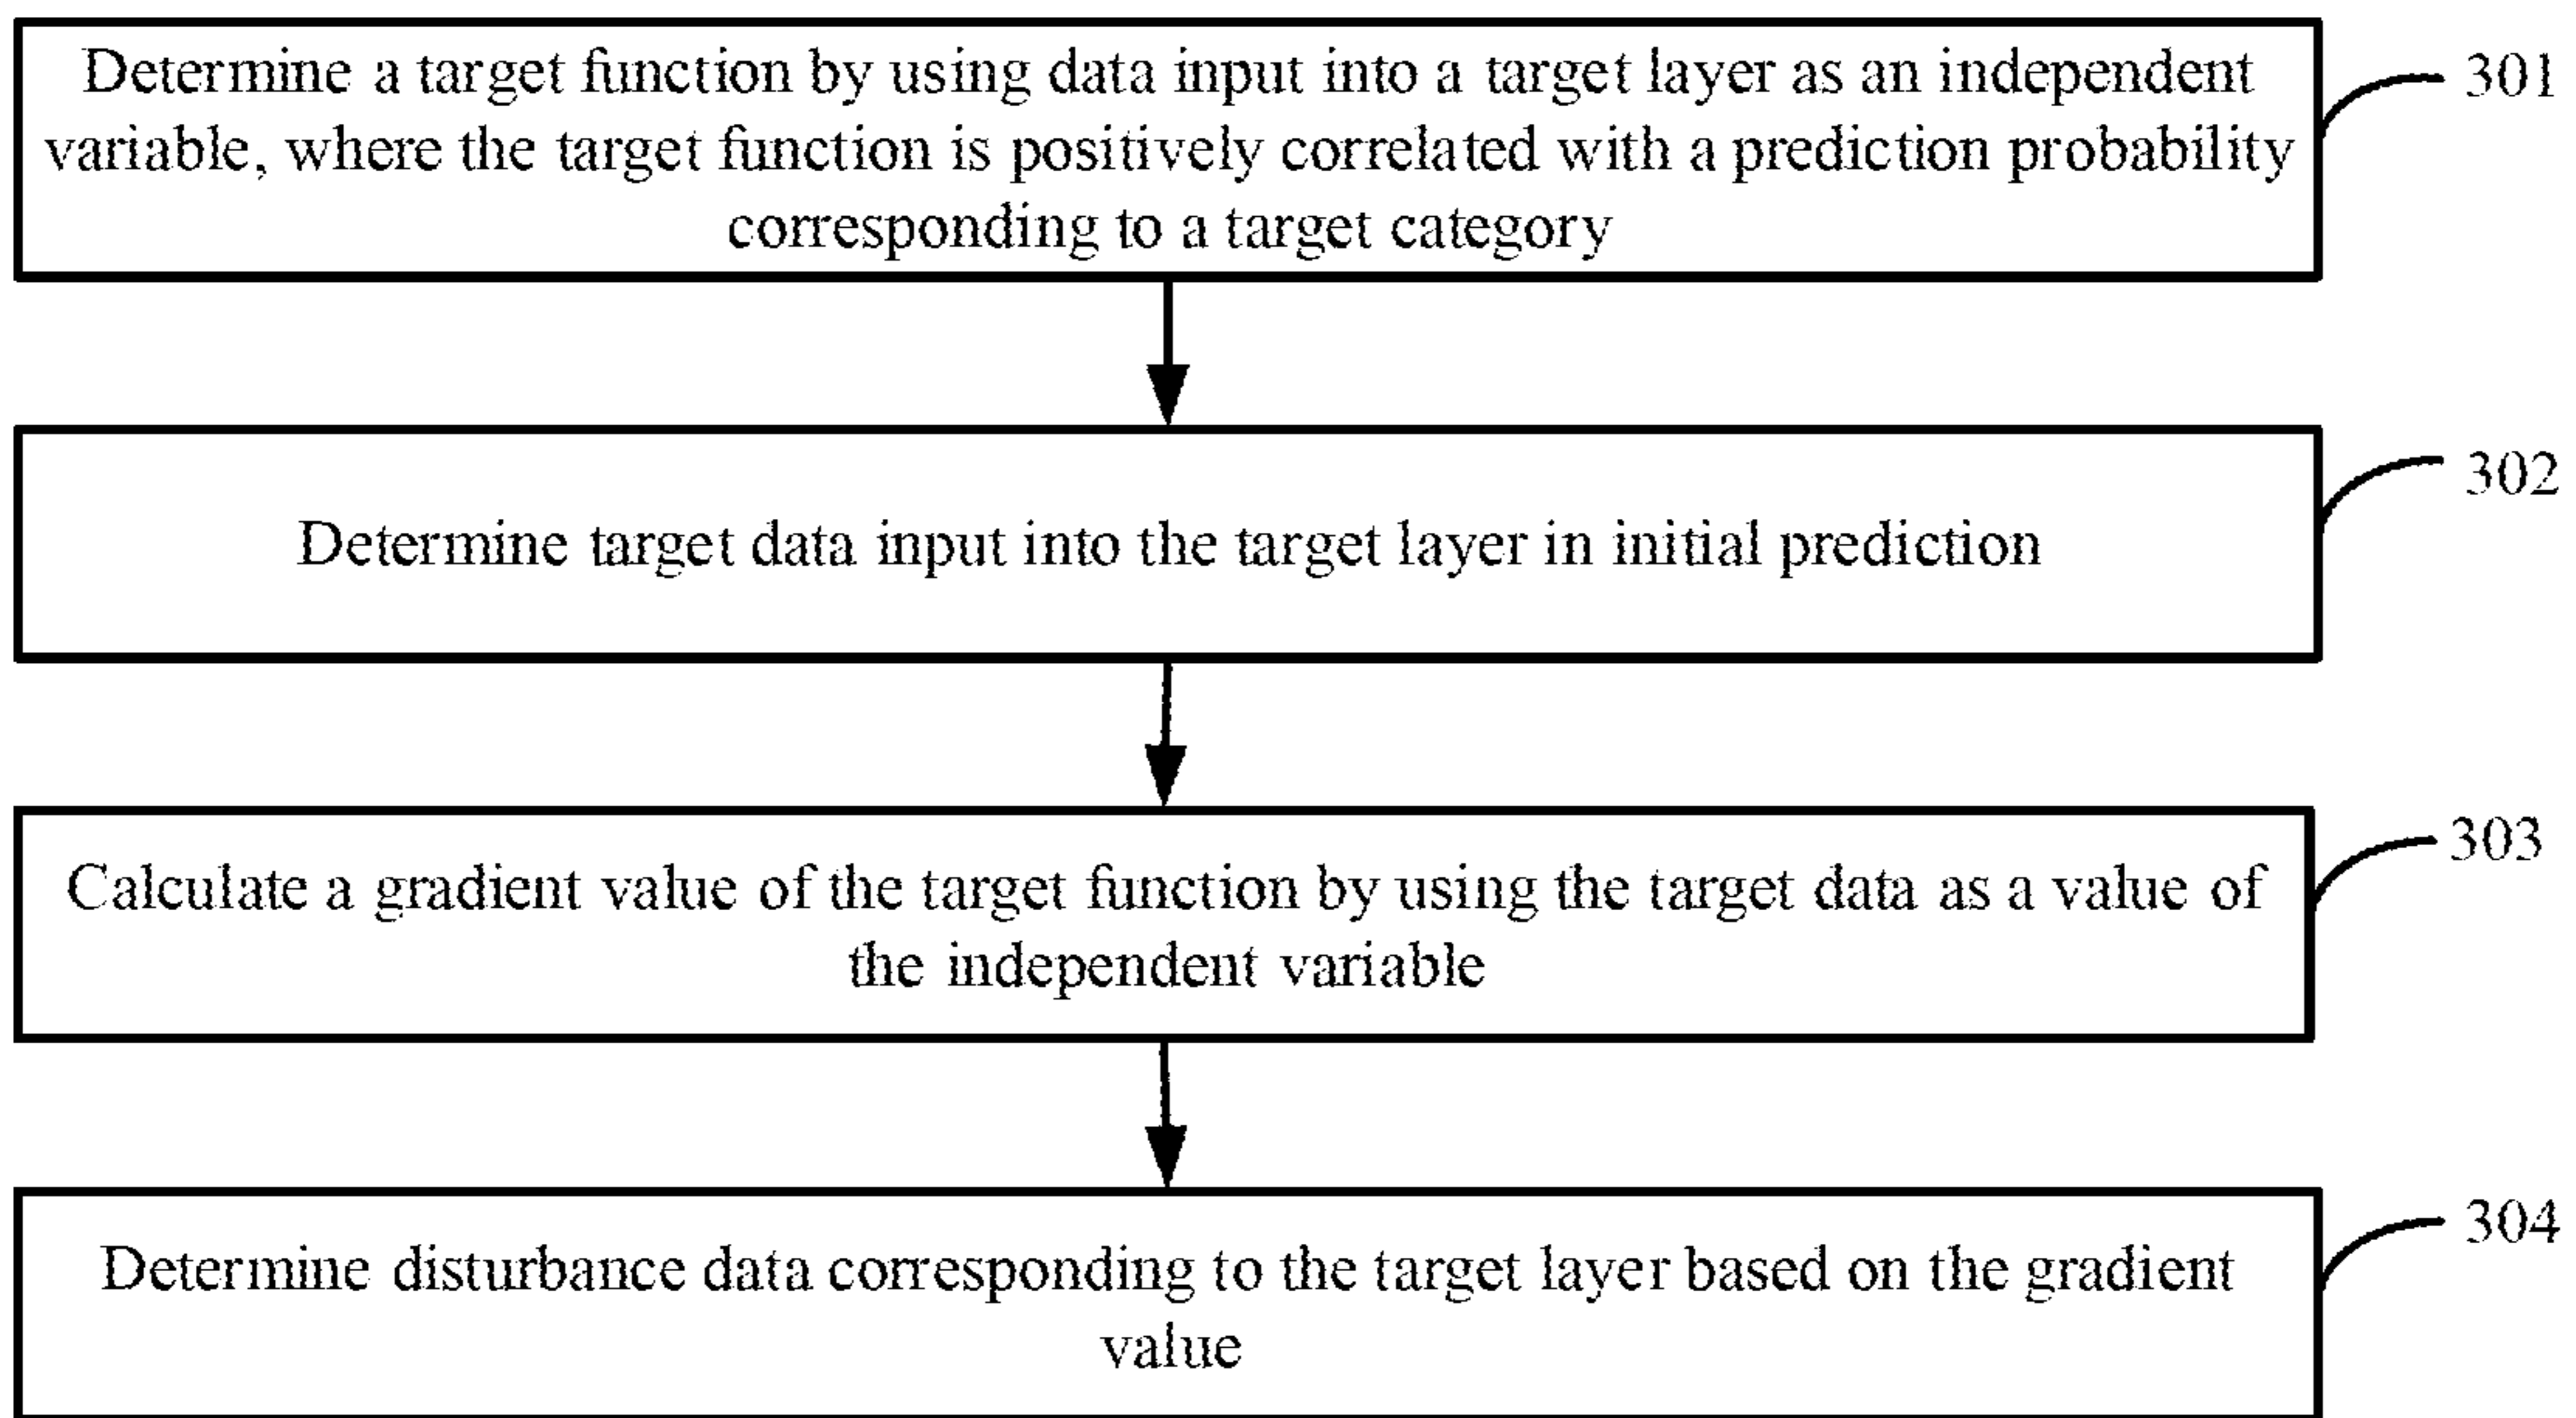 Determine a target function by using data input into a target layer as an independent
variable, where the target function is positively correlated with a prediction probability
corresponding to a target category
301
Determine target data input into the target layer in initial prediction
302
Calculate a gradient value of the target function by using the target data as a value of
the independent variable
303
Determine disturbance data corresponding to the target layer based on the gradient
value
304